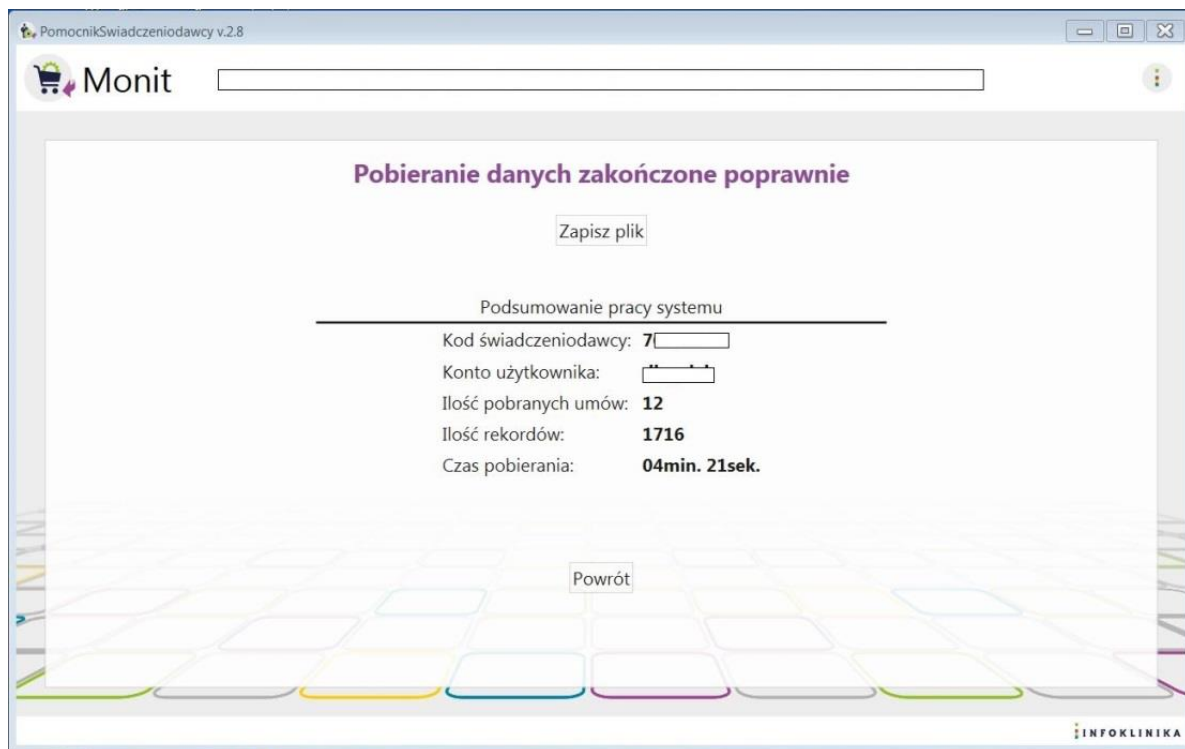 PomocnikSwiadczeniodawcy v.2.8
Monit
Pobieranie danych zakończone poprawnie
Zapisz plik
Podsumowanie pracy systemu
Kod świadczeniodawcy: 7
Konto użytkownika:
Ilość pobranych umów: 12
Ilość rekordów: 1716
Czas pobierania: 04min. 21sek.
Powrót
INFOKLINIKA